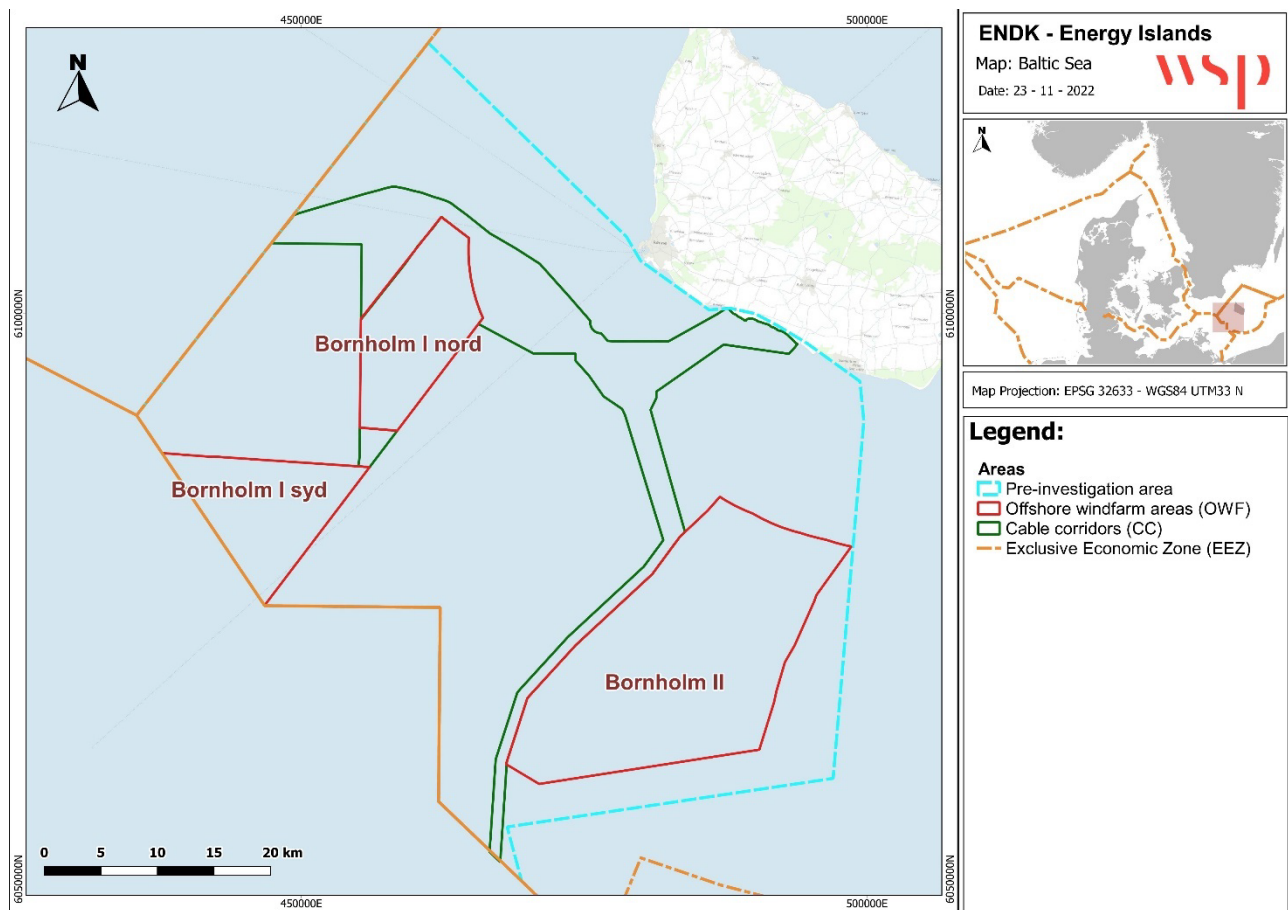 450000E
500000E
N
6100000N
6100000N
Bornholm I nord
Bornholm I syd
Bornholm II
0 5 10 15 20 km
6050000N
6050000N
450000E
500000E
ENDK - Energy Islands
Map: Baltic Sea
Date: 23 - 11 - 2022
wsp
N
Map Projection: EPSG 32633 - WGS84 UTM33 N
Legend:
Areas
Pre-investigation area
Offshore windfarm areas (OWF)
Cable corridors (CC)
Exclusive Economic Zone (EEZ)